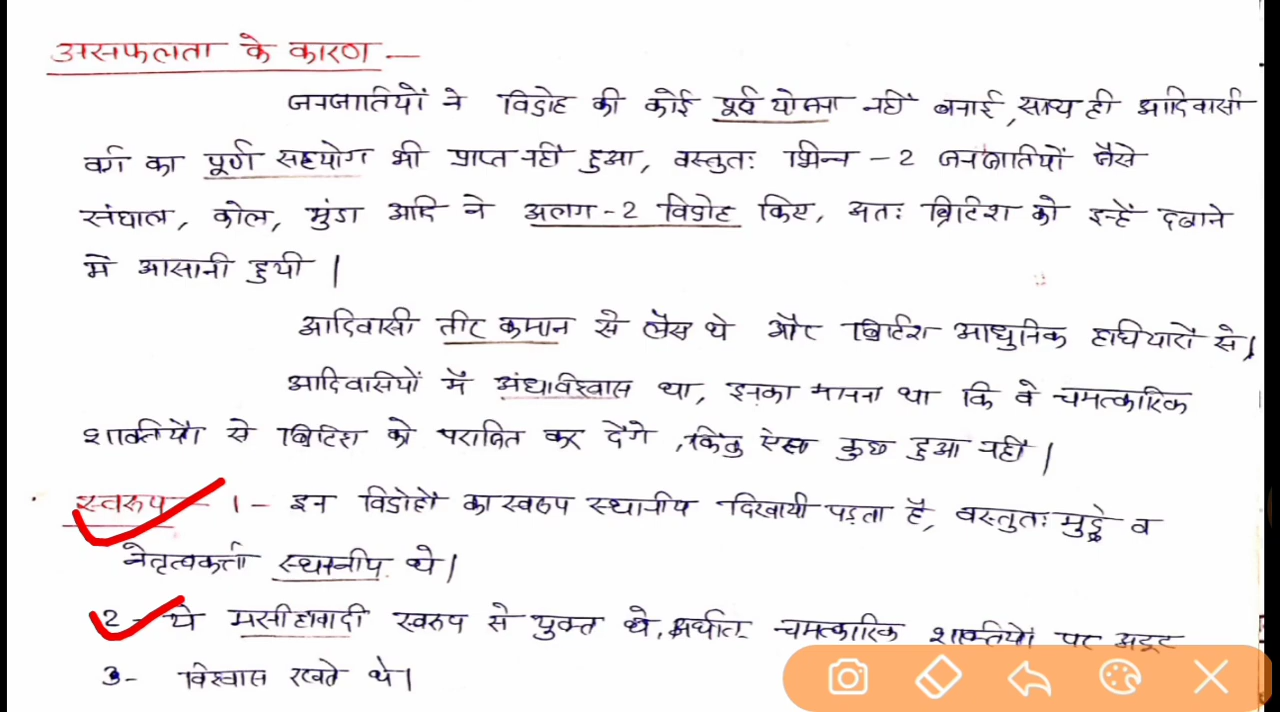 असफलता के कारण -
जनजातियों ने विद्रोह की कोई पूर्व योजना नहीं बनाई, साथ ही आदिवासी
वर्ग का पूर्ण सहयोग भी प्राप्त नहीं हुआ, वस्तुतः भिन्न - 2 जनजातियों जैसे
संथाल, कोल, मुंडा आदि ने अलग - 2 विद्रोह किए, अतः ब्रिटिश को इन्हें दबाने
मे आसानी हुयी |
आदिवासी तीर कमान से लैस थे और ब्रिटिश आधुनिक हथियारों से |
आदिवासियों में अंधविश्वास था, इनका मानना था कि वे चमत्कारिक
शक्तियों से ब्रिटिश को पराजित कर देंगे, किंतु ऐसा कुछ हुआ नहीं |
स्वरुप - 1 - इन विद्रोहों का स्वरुप स्थानीय दिखायी पड़ता है, वस्तुतः मुद्दे व
नेतृत्वकर्त्ता स्थानीय थे |
2 - ये मसीहावादी स्वरुप से युक्त थे, अर्थात चमत्कारिक शक्तियों पर अटूट
3 - विश्वास रखते थे |